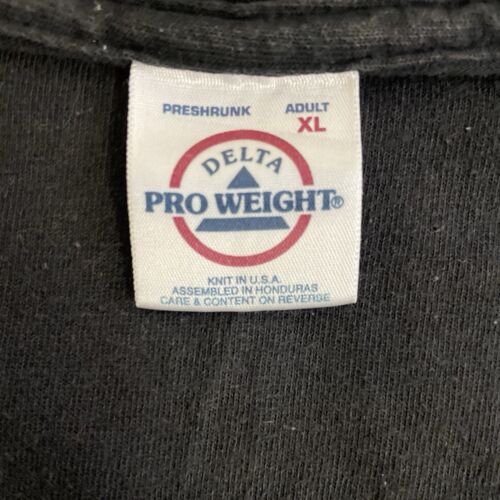 PRESHRUNK ADULT
XL
DELTA
PRO WEIGHT®
KNIT IN U.S.A.
ASSEMBLED IN HONDURAS
CARE & CONTENT ON REVERSE